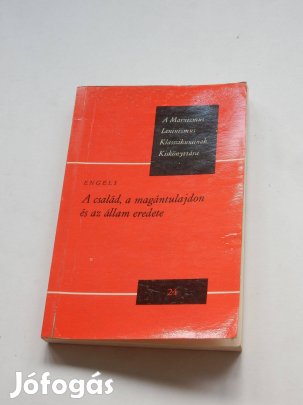 A Marxizmus
Leninizmus
Klasszikusainak
Kiskönyvtára
ENGELS
A család, a magántulajdon
és az állam eredete
24
Jófogás